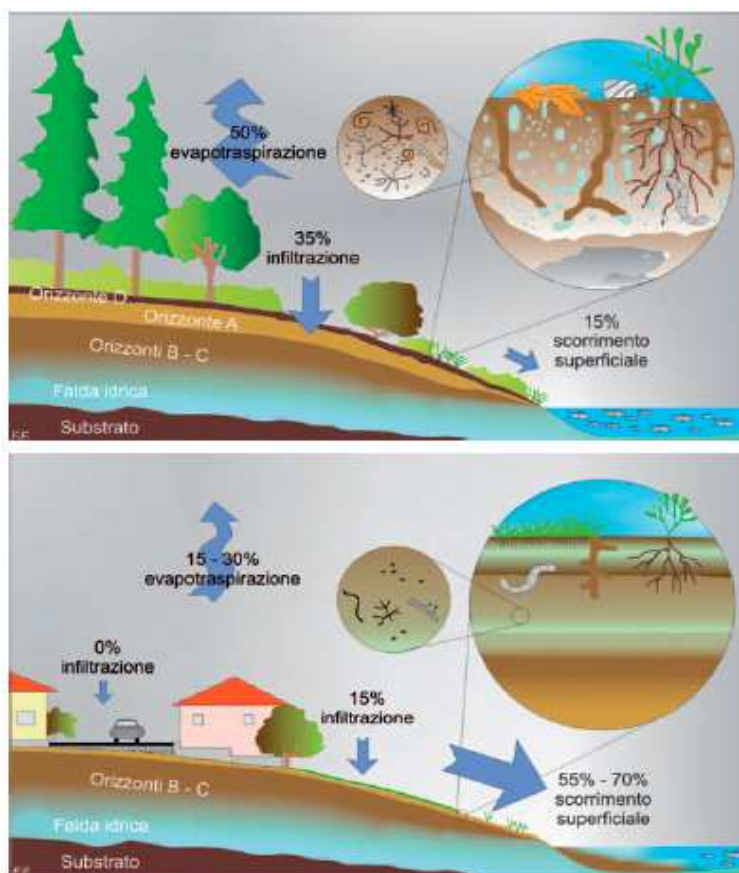 50%
evapotraspirazione
35%
infiltrazione
Orizzonte D
Orizzonte A
Orizzonti B - C
15%
scorrimento
superficiale
Falda idrica
Substrato
15 - 30%
evapotraspirazione
0%
infiltrazione
15%
infiltrazione
Orizzonti B - C
55% - 70%
scorrimento
superficiale
Falda idrica
Substrato